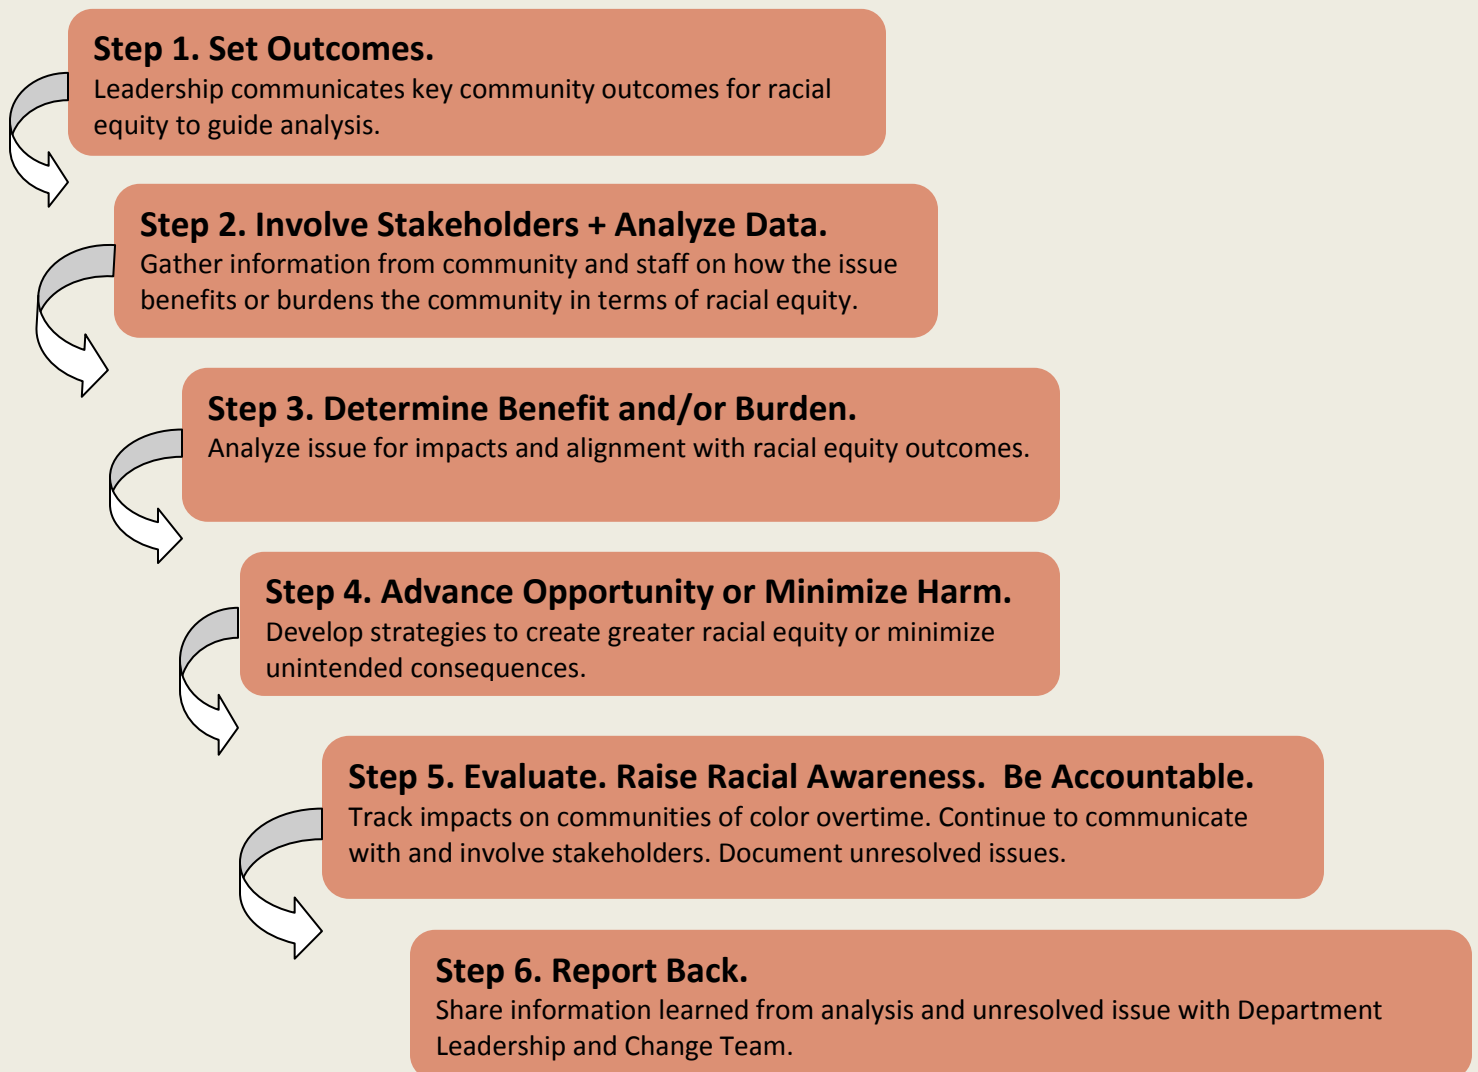 Step 1. Set Outcomes.
Leadership communicates key community outcomes for racial
equity to guide analysis.
Step 2. Involve Stakeholders + Analyze Data.
Gather information from community and staff on how the issue
benefits or burdens the community in terms of racial equity.
Step 3. Determine Benefit and/or Burden.
Analyze issue for impacts and alignment with racial equity outcomes.
Step 4. Advance Opportunity or Minimize Harm.
Develop strategies to create greater racial equity or minimize
unintended consequences.
Step 5. Evaluate. Raise Racial Awareness.  Be Accountable.
Track impacts on communities of color overtime. Continue to communicate
with and involve stakeholders. Document unresolved issues.
Step 6. Report Back.
Share information learned from analysis and unresolved issue with Department
Leadership and Change Team.